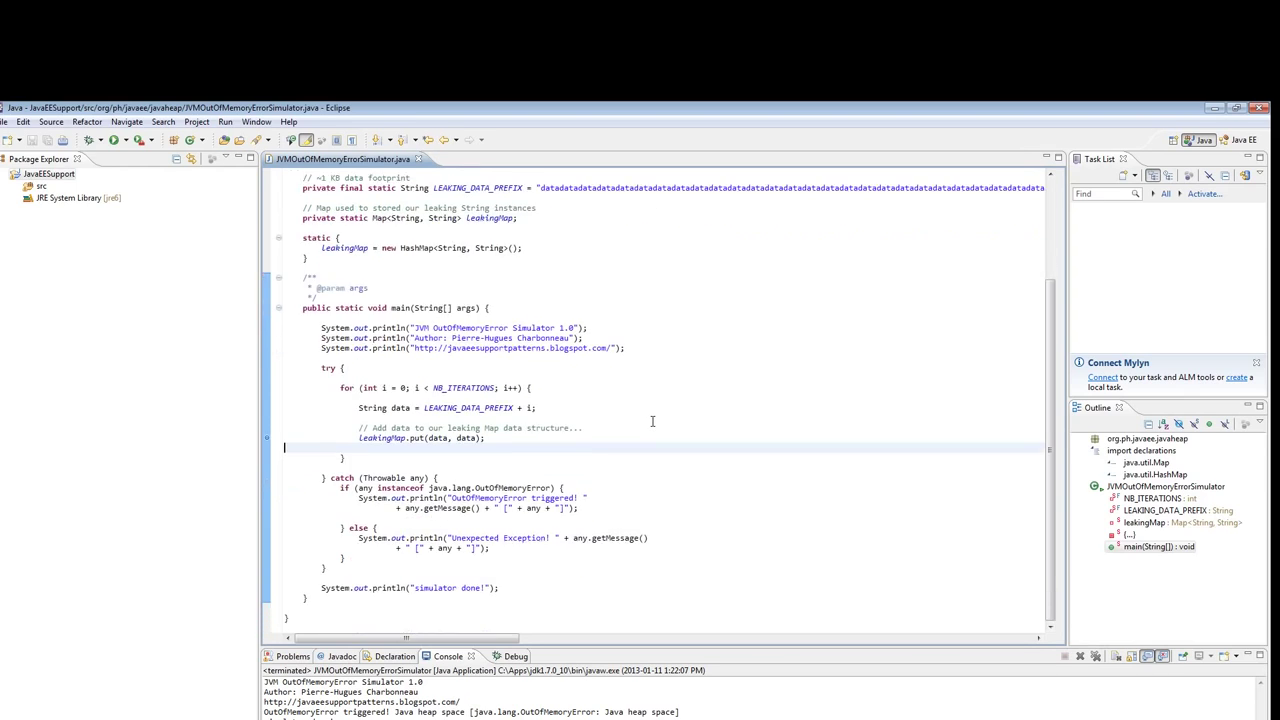 Java - JavaEESupport/src/org/ph/javaee/javaheap/JVMOutOfMemoryErrorSimulator.java - Eclipse
Edit Source Refactor Navigate Search Project Run Window Help
Java Java EE
Package Explorer
JavaEESupport
src
JRE System Library [jre6]
JVMOutOfMemoryErrorSimulator.java
// ~1 KB data footprint
private final static String LEAKING_DATA_PREFIX = "datadatadatadatadatadatadatadatadatadatadatadatadatadatadatadatadatadatadatadatadatadatadatadatadatadatadatadata
// Map used to stored our leaking String instances
private static Map<String, String> leakingMap;
static {
leakingMap = new HashMap<String, String>();
}
/**
* @param args
*/
public static void main(String[] args) {
System.out.println("JVM OutOfMemoryError Simulator 1.0");
System.out.println("Author: Pierre-Hugues Charbonneau");
System.out.println("http://javaeesupportpatterns.blogspot.com/");
try {
for (int i = 0; i < NB_ITERATIONS; i++) {
String data = LEAKING_DATA_PREFIX + i;
// Add data to our leaking Map data structure...
leakingMap.put(data, data);
}
} catch (Throwable any) {
if (any instanceof java.lang.OutOfMemoryError) {
System.out.println("OutOfMemoryError triggered! "
+ any.getMessage() + " [" + any + "]");
} else {
System.out.println("Unexpected Exception! " + any.getMessage()
+ " [" + any + "]");
}
}
System.out.println("simulator done!");
}
}
Task List
Find All Activate...
Connect Mylyn
Connect to your task and ALM tools or create a local task.
Outline
org.ph.javaee.javaheap
import declarations
java.util.Map
java.util.HashMap
JVMOutOfMemoryErrorSimulator
NB_ITERATIONS : int
LEAKING_DATA_PREFIX : String
leakingMap : Map<String, String>
{...}
main(String[]) : void
Problems Javadoc Declaration Console Debug
<terminated> JVMOutOfMemoryErrorSimulator [Java Application] C:\Apps\jdk1.7.0_10\bin\javaw.exe (2013-01-11 1:22:07 PM)
JVM OutOfMemoryError Simulator 1.0
Author: Pierre-Hugues Charbonneau
http://javaeesupportpatterns.blogspot.com/
OutOfMemoryError triggered! Java heap space [java.lang.OutOfMemoryError: Java heap space]